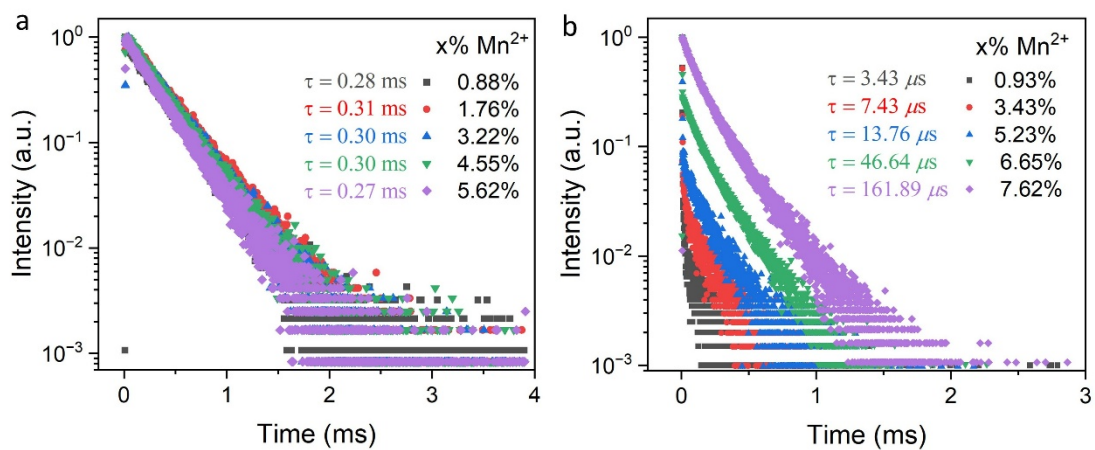 a
x% Mn²⁺
τ = 0.28 ms 0.88%
τ = 0.31 ms 1.76%
τ = 0.30 ms 3.22%
τ = 0.30 ms 4.55%
τ = 0.27 ms 5.62%
10⁰
10⁻¹
10⁻²
10⁻³
Intensity (a.u.)
0 1 2 3 4
Time (ms)
b
x% Mn²⁺
τ = 3.43 μs 0.93%
τ = 7.43 μs 3.43%
τ = 13.76 μs 5.23%
τ = 46.64 μs 6.65%
τ = 161.89 μs 7.62%
10⁰
10⁻¹
10⁻²
10⁻³
Intensity (a.u.)
0 1 2 3
Time (ms)